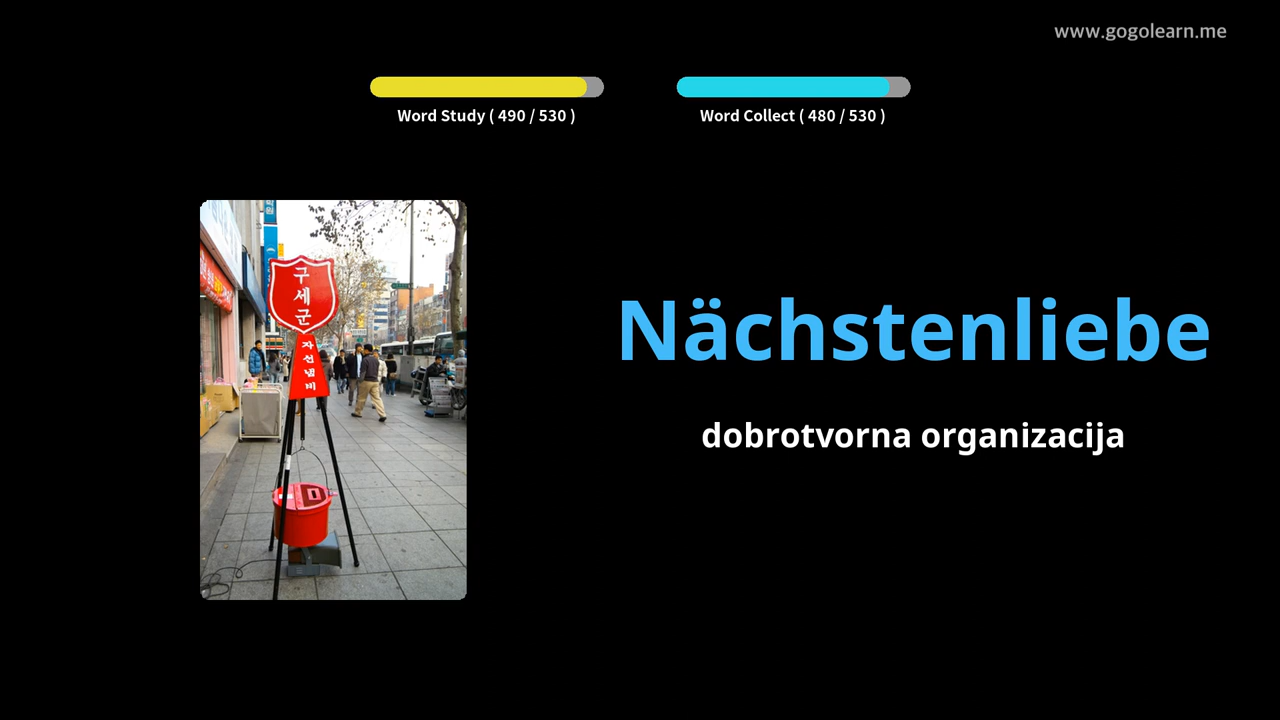 www.gogolearn.me
Word Study ( 490 / 530 )
Word Collect ( 480 / 530 )
구
세
군
자
선
냄
비
Nächstenliebe
dobrotvorna organizacija